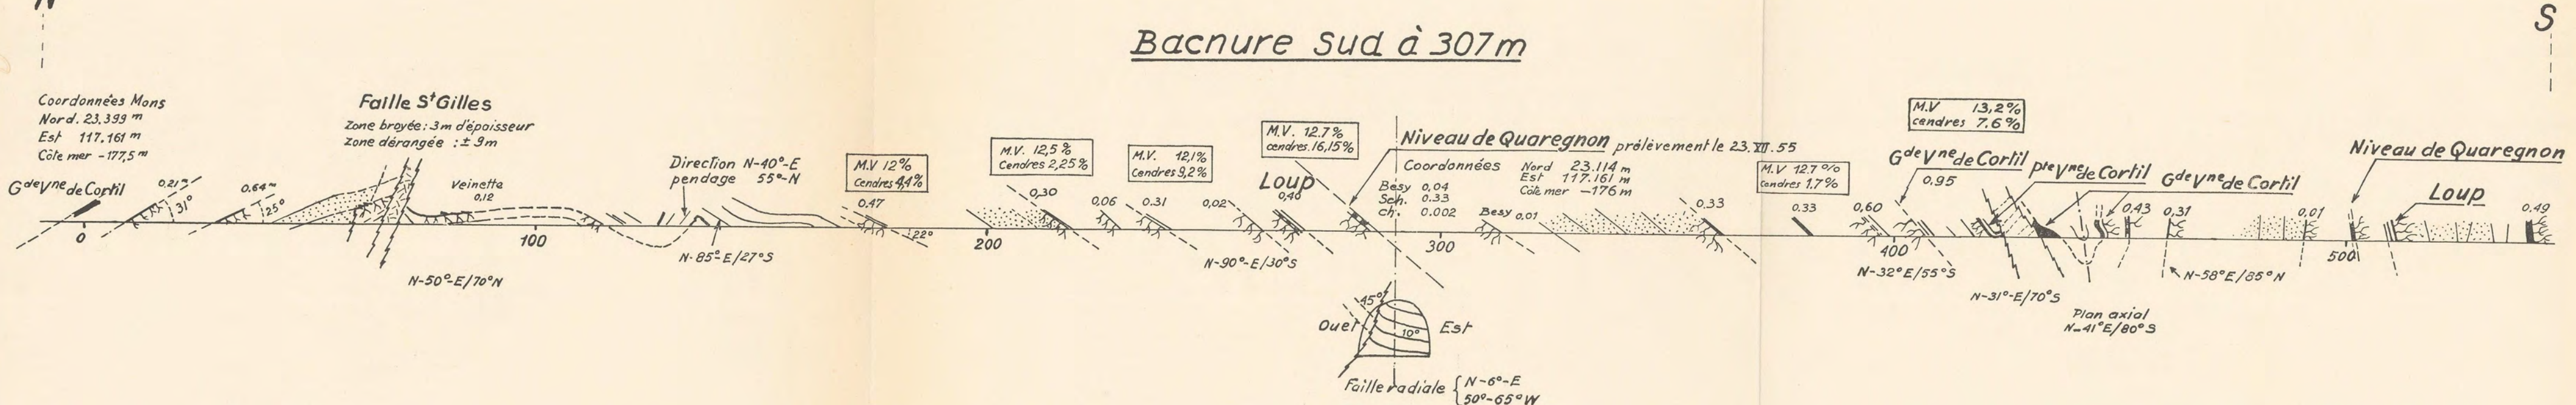 N
S
Bacnure Sud à 307m
Coordonnées Mons
Nord. 23.399 m
Est 117.161 m
Côte mer -177,5 m
Gde Vne de Cortil
0,21m
31°
0.64m
25°
Faille St Gilles
Zone broyée: 3m d'épaisseur
Zone dérangée : ± 9m
Veinette
0,12
N-50°-E/70°N
Direction N-40°-E
pendage 55°-N
N-85°-E/27°S
M.V 12%
Cendres 4,4%
0.47
22°
M.V. 12,5%
Cendres 2,25%
0,30
M.V. 12,1%
Cendres 9,2%
0,06
0.31
0,02
N-90°-E/30°S
M.V. 12.7%
cendres 16,15%
Loup
0,40
Niveau de Quaregnon prélèvement le 23.VII.55
Coordonnées Nord 23.114 m
Est 117.161 m
Côte mer -176 m
Besy 0,04
Sch. 0.33
ch. 0.002
Besy 0,01
0.33
M.V 12.7%
Cendres 1.7%
0.33
M.V 13,2%
cendres 7.6%
Gde Vne de Cortil
0,95
0,60
Pte Vne de Cortil
Gde Vne de Cortil
0.43
0,31
0,01
Niveau de Quaregnon
Loup
0.49
0
100
200
300
400
500
N-32°E/55°S
N-31°-E/70°S
N-58°E/85°N
Plan axial
N-41°E/80°S
45°
Ouet
10°
Est
Faille radiale { N-6°-E
50°-65°W